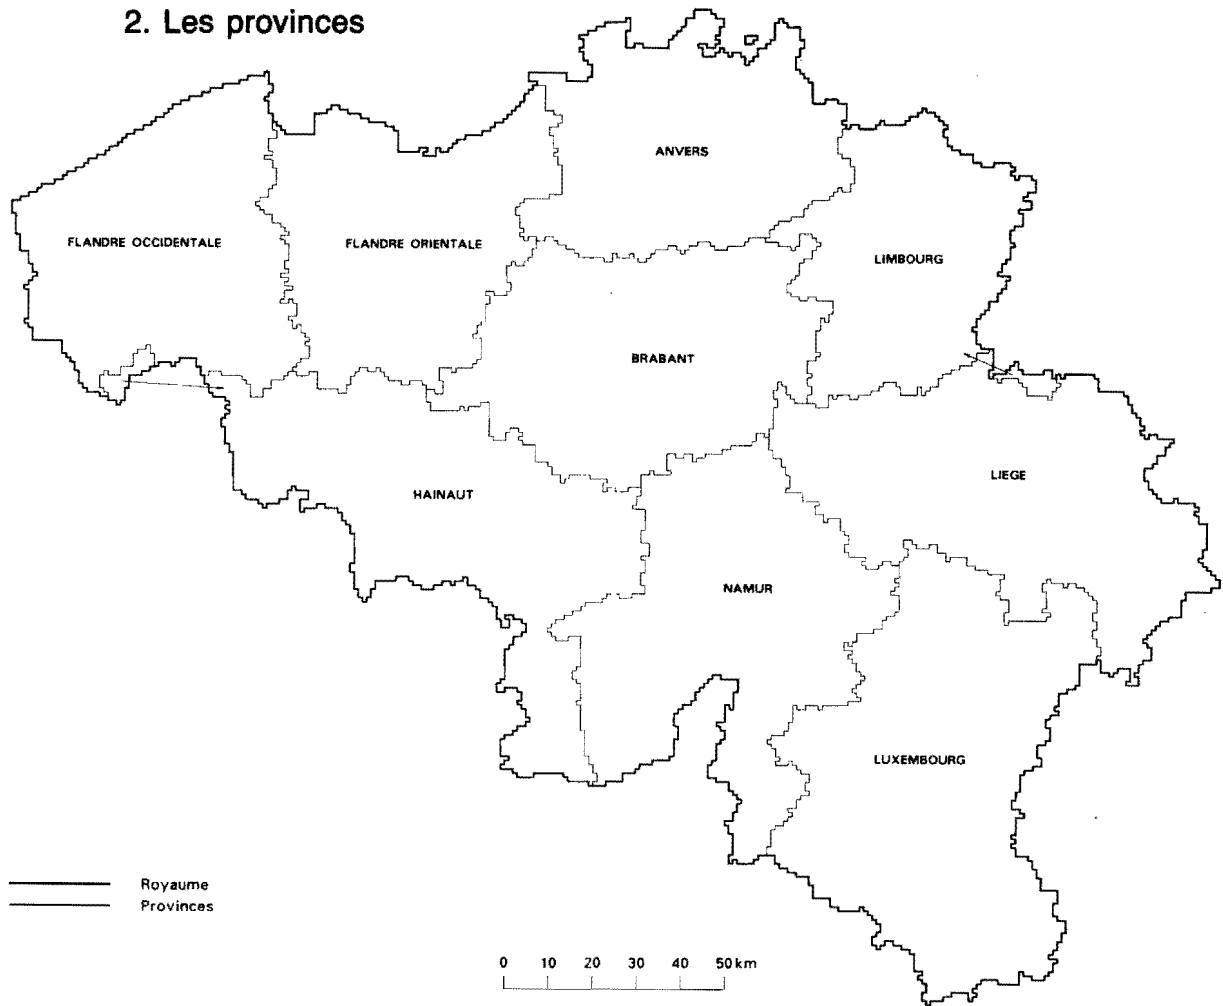 2. Les provinces
ANVERS
FLANDRE OCCIDENTALE
FLANDRE ORIENTALE
LIMBOURG
BRABANT
HAINAUT
LIEGE
NAMUR
LUXEMBOURG
Royaume
Provinces
0 10 20 30 40 50 km